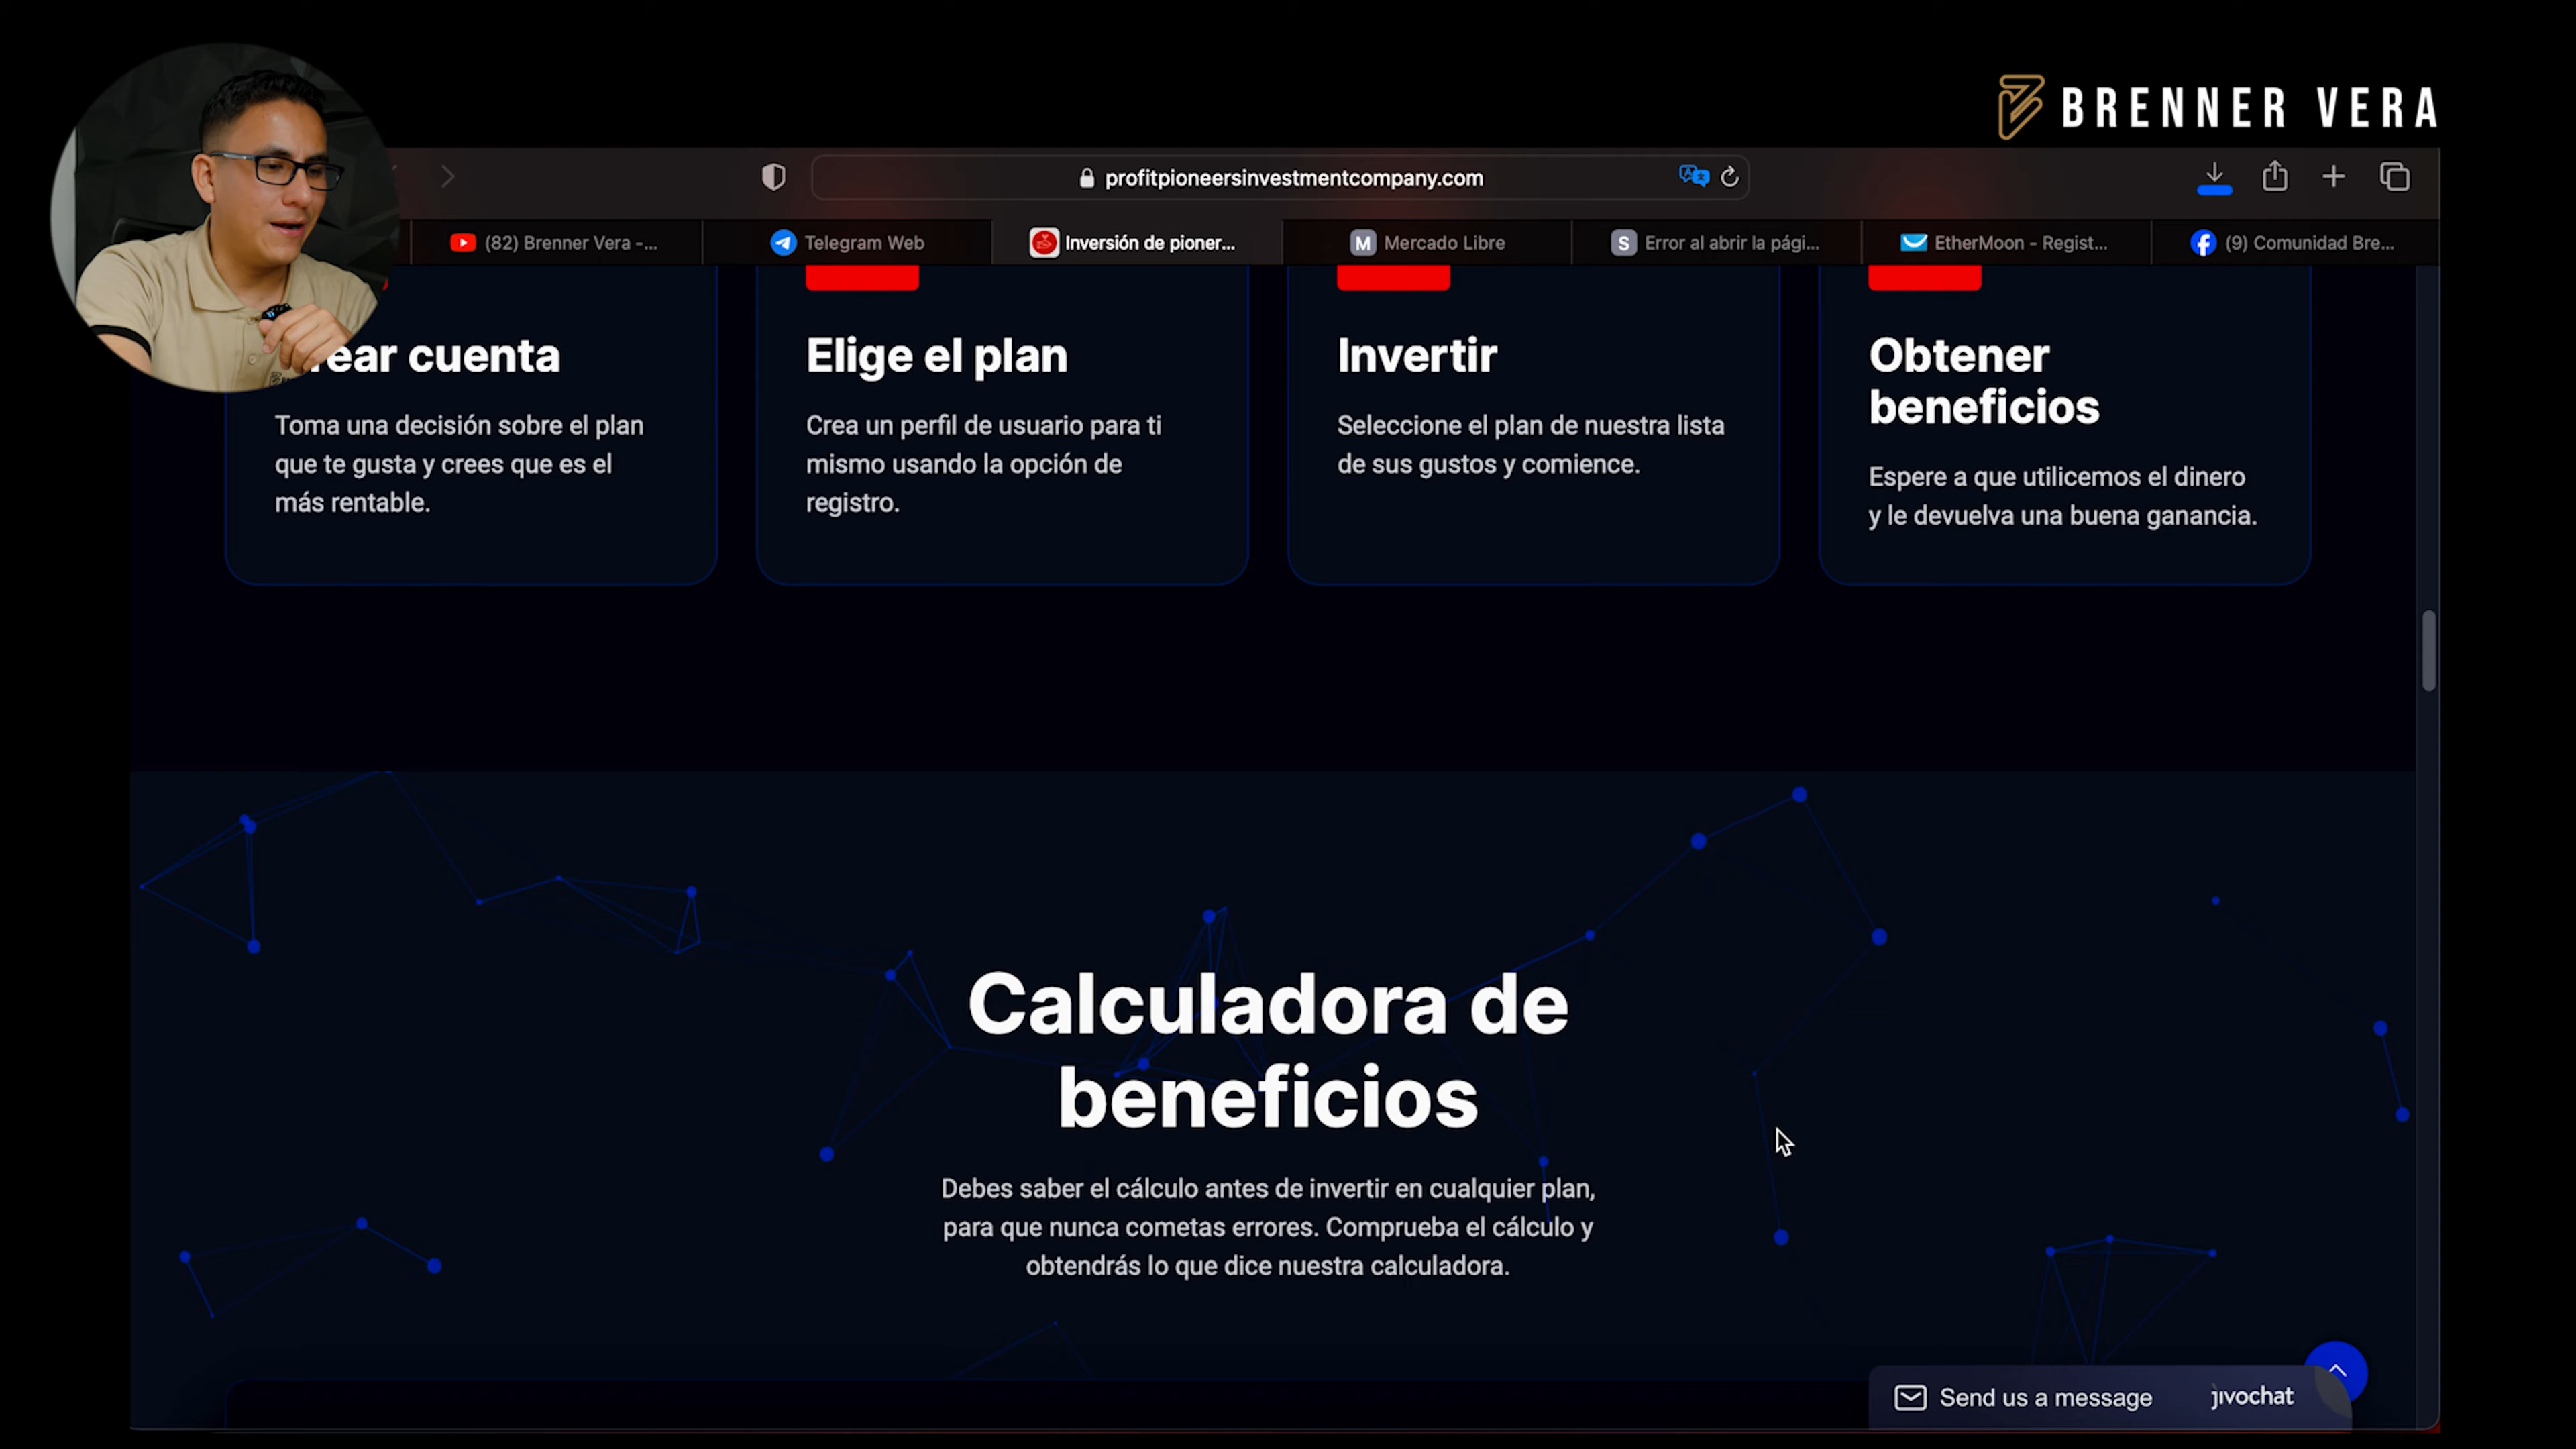 BRENNER VERA
profitpioneersinvestmentcompany.com
(82) Brenner Vera -...
Telegram Web
Inversión de pioner...
M Mercado Libre
S Error al abrir la pági...
EtherMoon - Regist...
(9) Comunidad Bre...
rear cuenta
Toma una decisión sobre el plan
que te gusta y crees que es el
más rentable.
Elige el plan
Crea un perfil de usuario para ti
mismo usando la opción de
registro.
Invertir
Seleccione el plan de nuestra lista
de sus gustos y comience.
Obtener
beneficios
Espere a que utilicemos el dinero
y le devuelva una buena ganancia.
Calculadora de
beneficios
Debes saber el cálculo antes de invertir en cualquier plan,
para que nunca cometas errores. Comprueba el cálculo y
obtendrás lo que dice nuestra calculadora.
Send us a message
jivochat